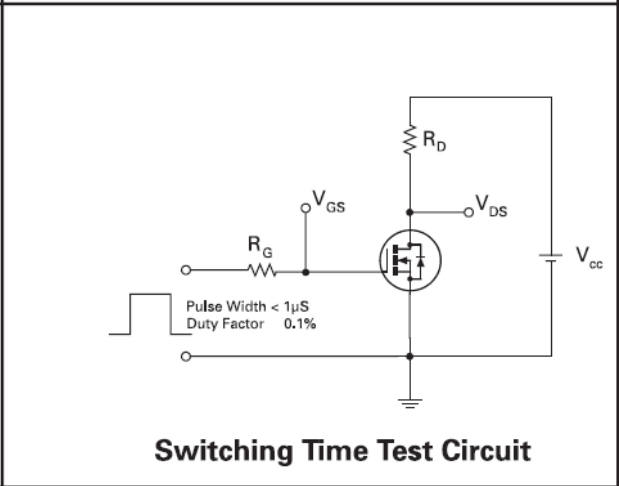 R_D
V_GS
V_DS
R_G
V_cc
Pulse Width < 1µS
Duty Factor 0.1%
Switching Time Test Circuit